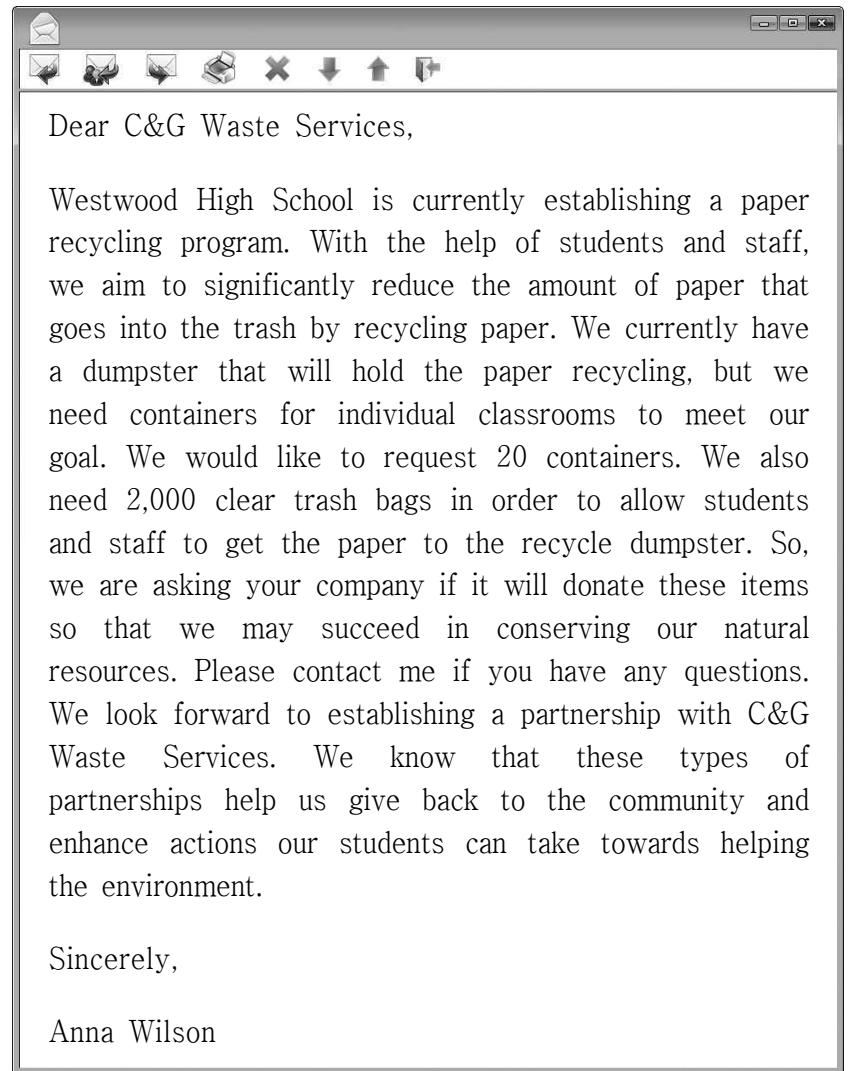 Dear C&G Waste Services,
Westwood High School is currently establishing a paper
recycling program. With the help of students and staff,
we aim to significantly reduce the amount of paper that
goes into the trash by recycling paper. We currently have
a dumpster that will hold the paper recycling, but we
need containers for individual classrooms to meet our
goal. We would like to request 20 containers. We also
need 2,000 clear trash bags in order to allow students
and staff to get the paper to the recycle dumpster. So,
we are asking your company if it will donate these items
so that we may succeed in conserving our natural
resources. Please contact me if you have any questions.
We look forward to establishing a partnership with C&G
Waste Services. We know that these types of
partnerships help us give back to the community and
enhance actions our students can take towards helping
the environment.
Sincerely,
Anna Wilson